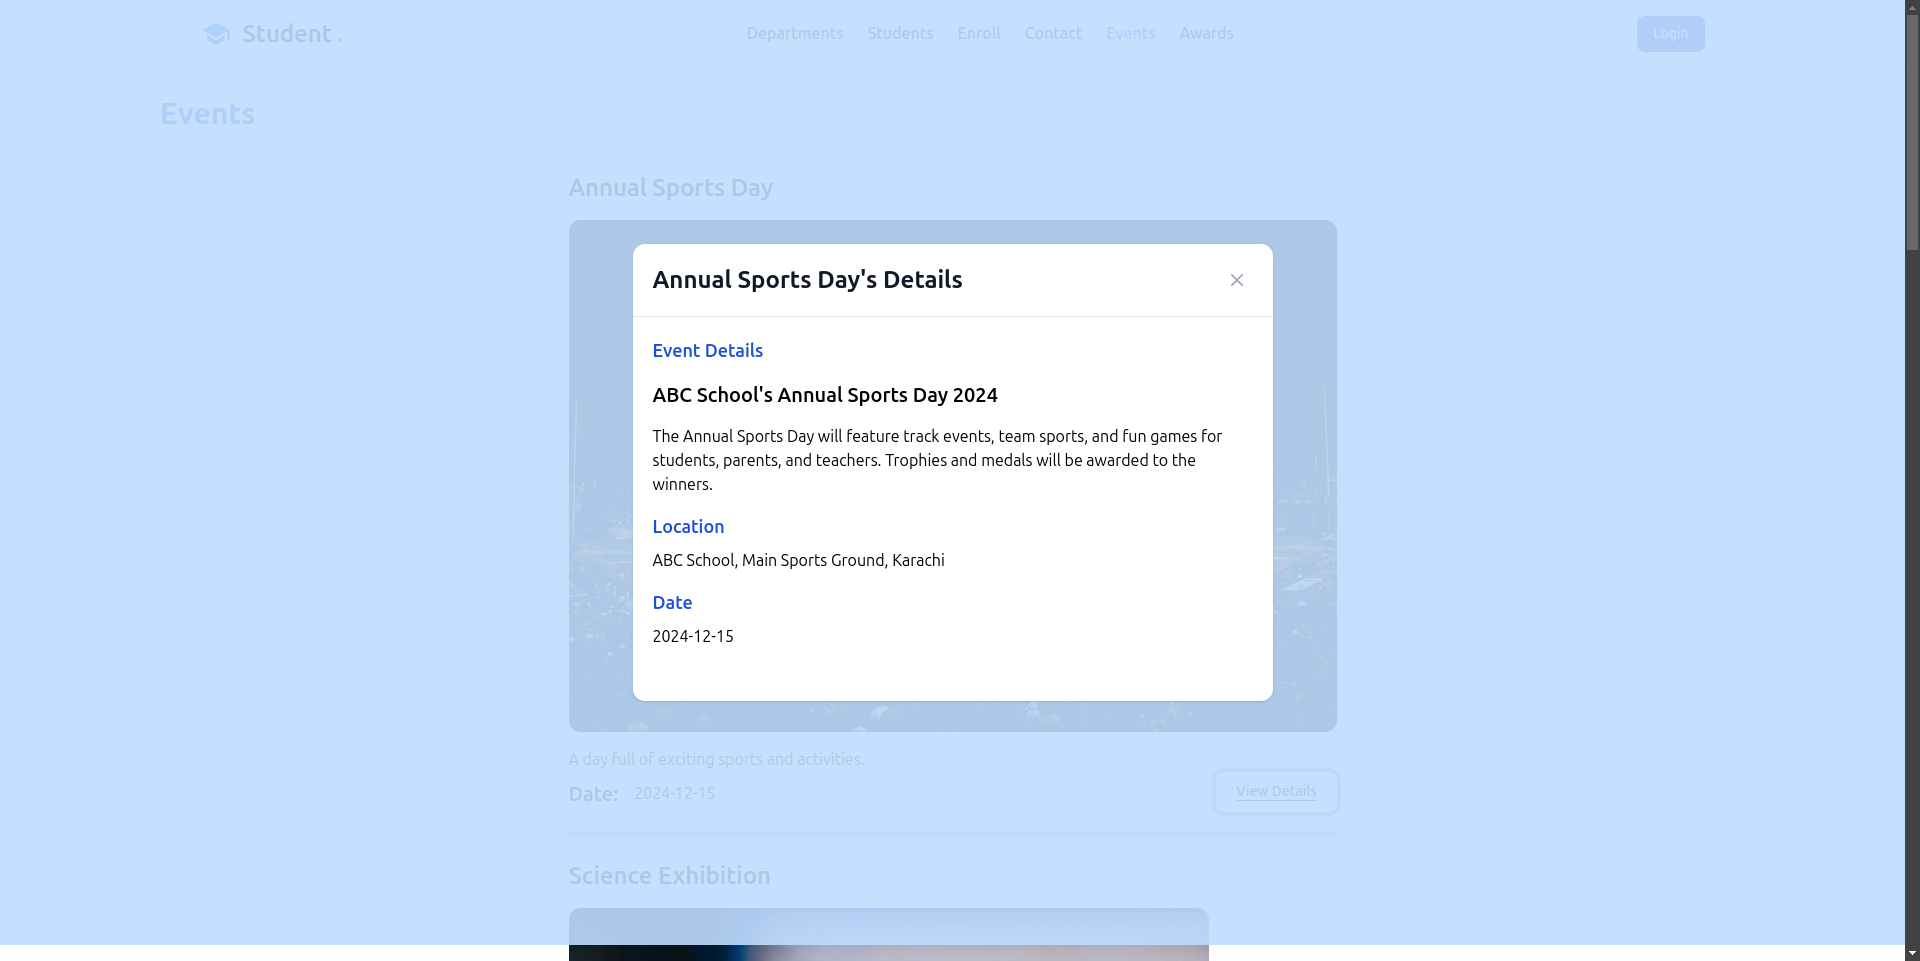 Student .
Departments Students Enroll Contact Events Awards
Login
Events
Annual Sports Day
Annual Sports Day's Details
Event Details
ABC School's Annual Sports Day 2024
The Annual Sports Day will feature track events, team sports, and fun games for
students, parents, and teachers. Trophies and medals will be awarded to the
winners.
Location
ABC School, Main Sports Ground, Karachi
Date
2024-12-15
A day full of exciting sports and activities.
Date: 2024-12-15
View Details
Science Exhibition